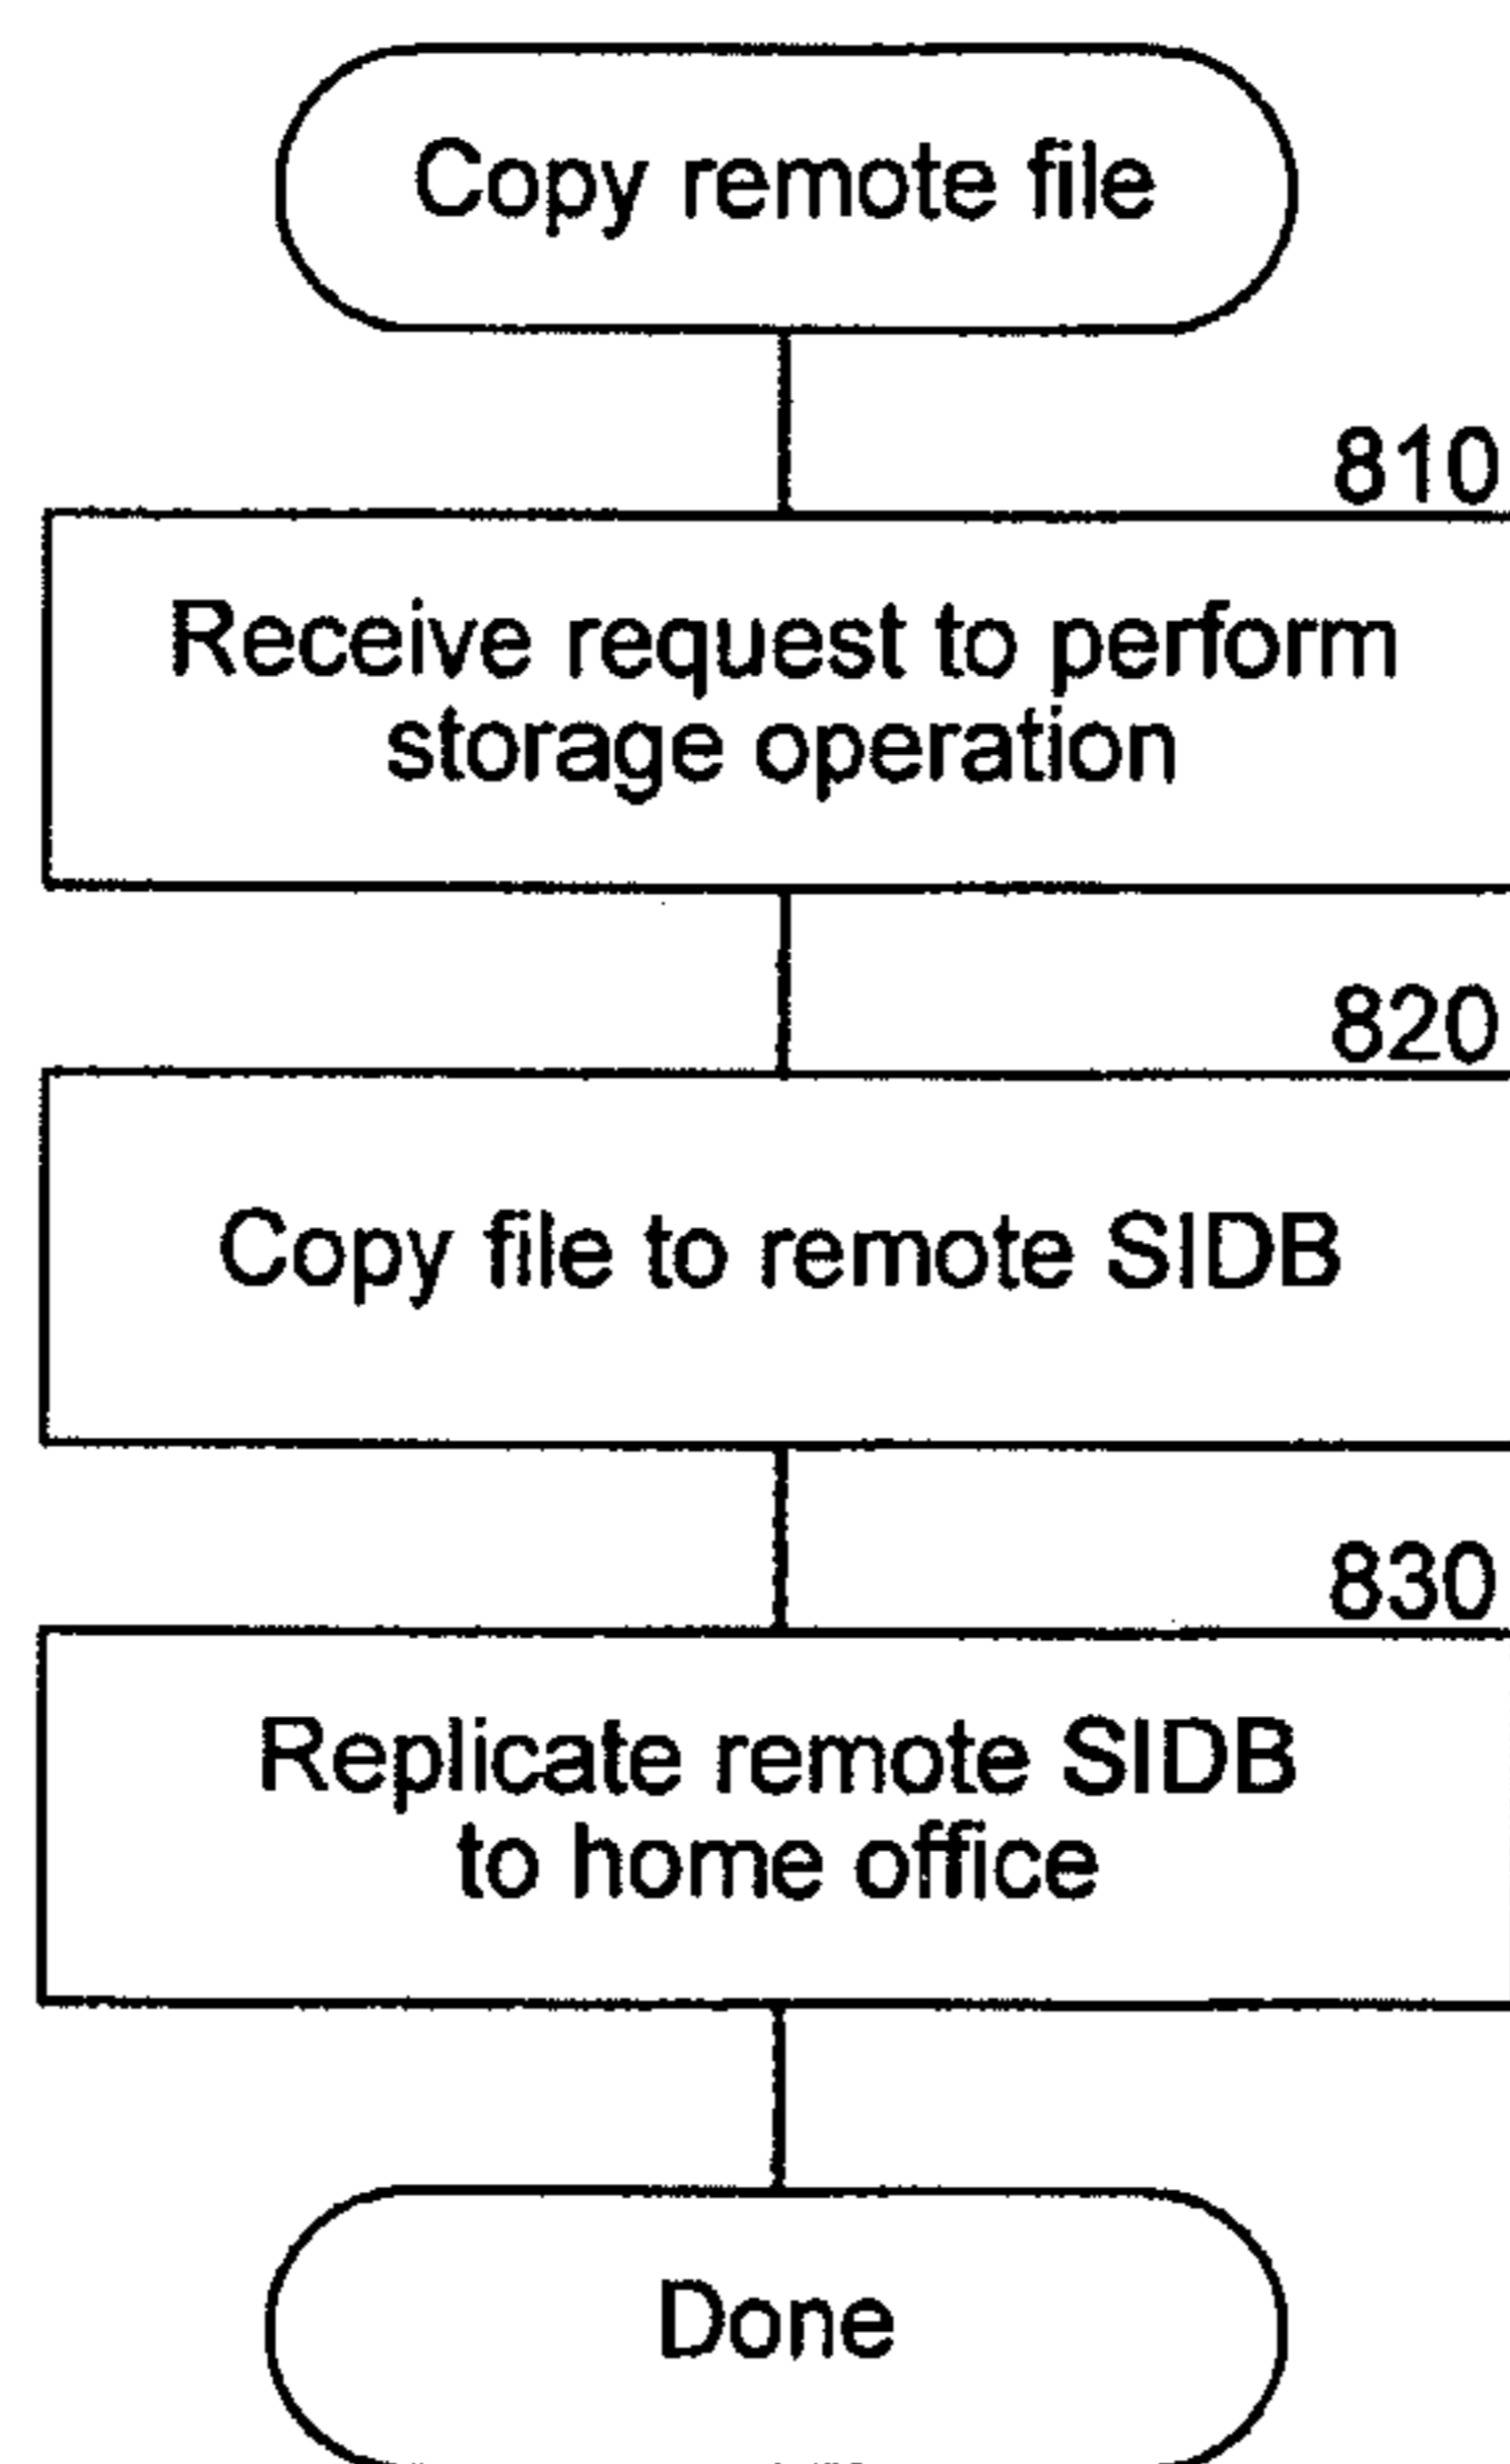 Copy remote file
810
Receive request to perform
storage operation
820
Copy file to remote SIDB
830
Replicate remote SIDB
to home office
Done